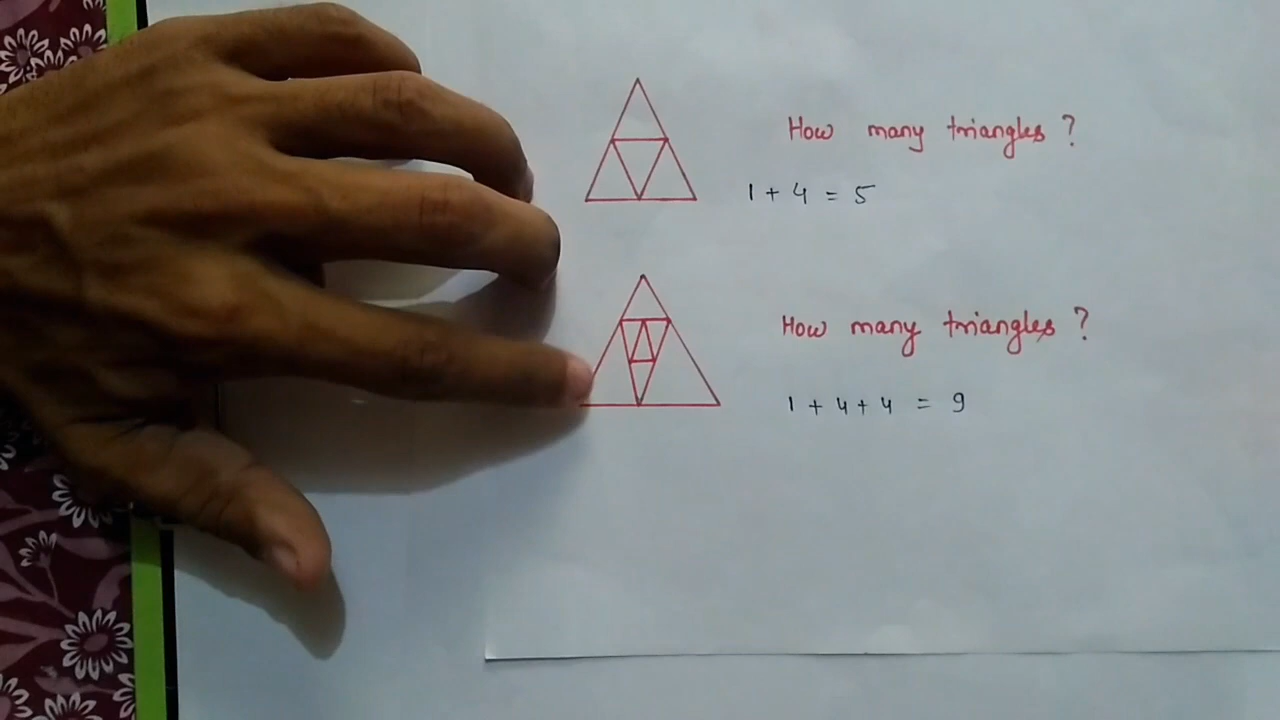 How many triangles ?
1 + 4 = 5
How many triangles ?
1 + 4 + 4 = 9